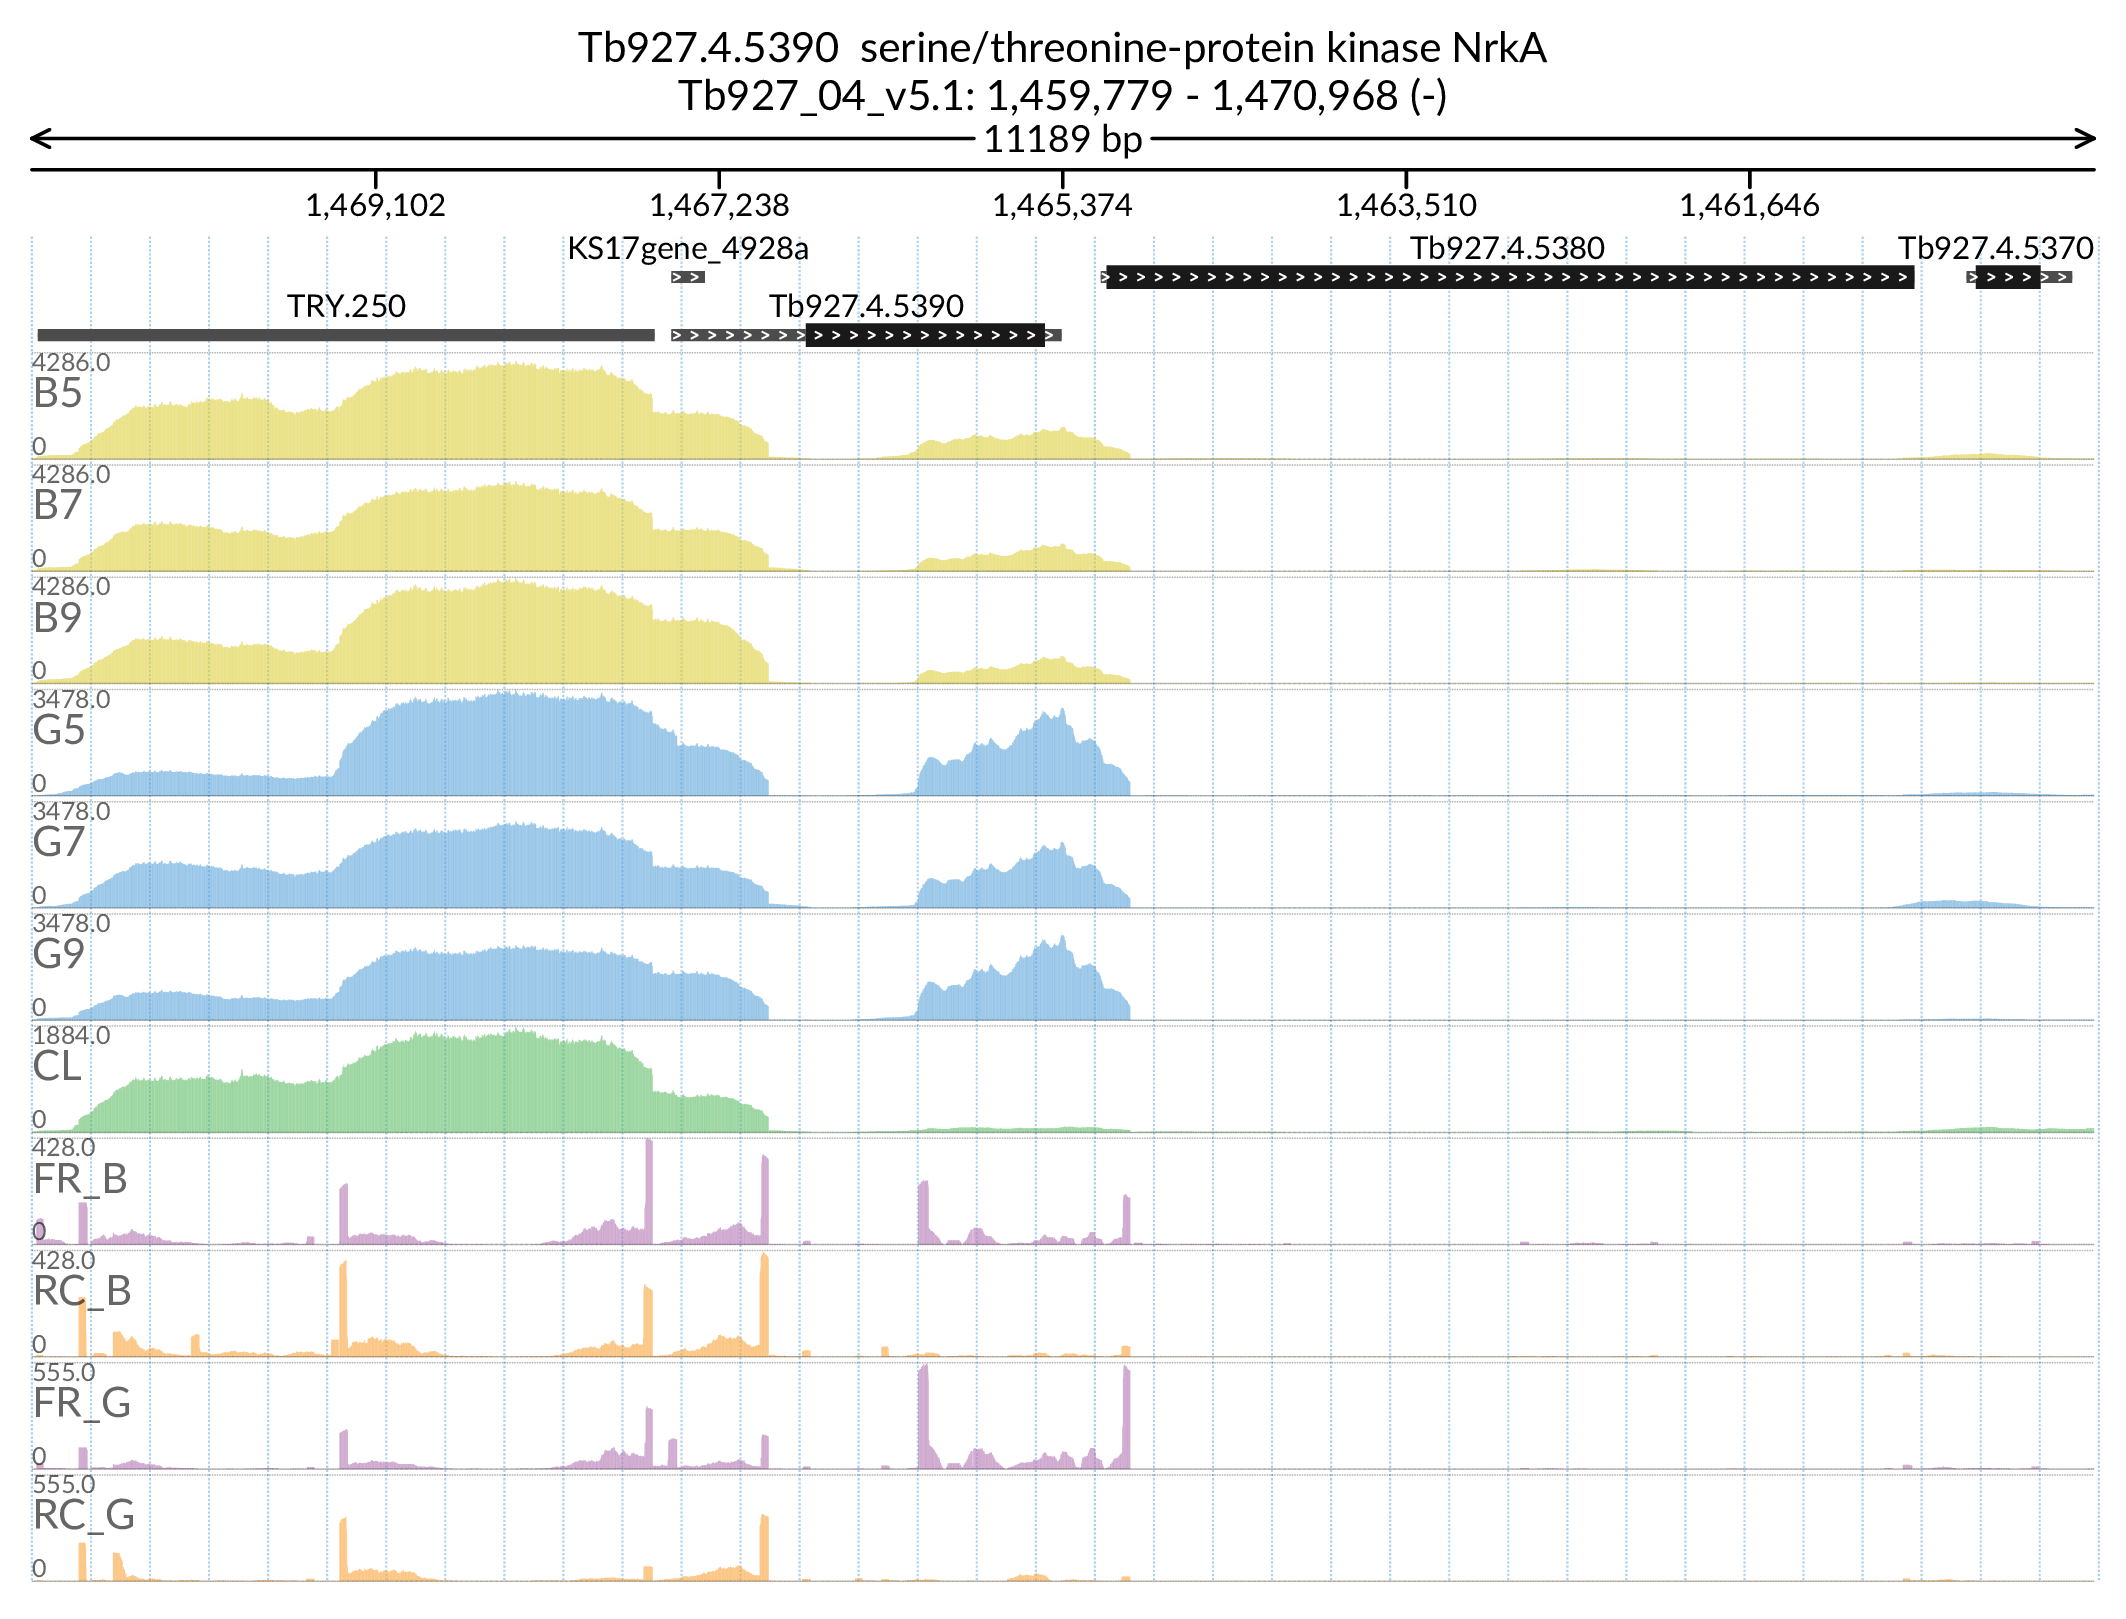 Tb927.4.5390 serine/threonine-protein kinase NrkA
Tb927_04_v5.1: 1,459,779 - 1,470,968 (-)
11189 bp
1,469,102 1,467,238 1,465,374 1,463,510 1,461,646
KS17gene_4928a Tb927.4.5380 Tb927.4.5370
TRY.250 Tb927.4.5390
4286.0
B5
0
4286.0
B7
0
4286.0
B9
0
3478.0
G5
0
3478.0
G7
0
3478.0
G9
0
1884.0
CL
0
428.0
FR_B
0
428.0
RC_B
0
555.0
FR_G
0
555.0
RC_G
0